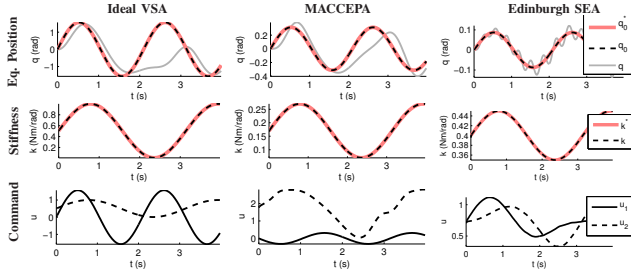 Ideal VSA
MACCEPA
Edinburgh SEA
Eq. Position
q (rad)
1
0
−1
0 1 2 3
t (s)
q (rad)
0.2
0
−0.2
−0.4
0 1 2 3
t (s)
q (rad)
0.1
0
−0.1
0 1 2 3
t (s)
q₀*
q₀
q
Stiffness
k (Nm/rad)
0.8
0.6
0.4
0.2
0 1 2 3
t (s)
k (Nm/rad)
0.25
0.2
0.15
0.1
0 1 2 3
t (s)
k (Nm/rad)
0.44
0.42
0.40
0.38
0.36
0.35
0 1 2 3
t (s)
k*
k
Command
u
1
0
−1
0 1 2 3
t (s)
u
2
1
0
0 1 2 3
t (s)
u
1
0.5
0 1 2 3
t (s)
u₁
u₂